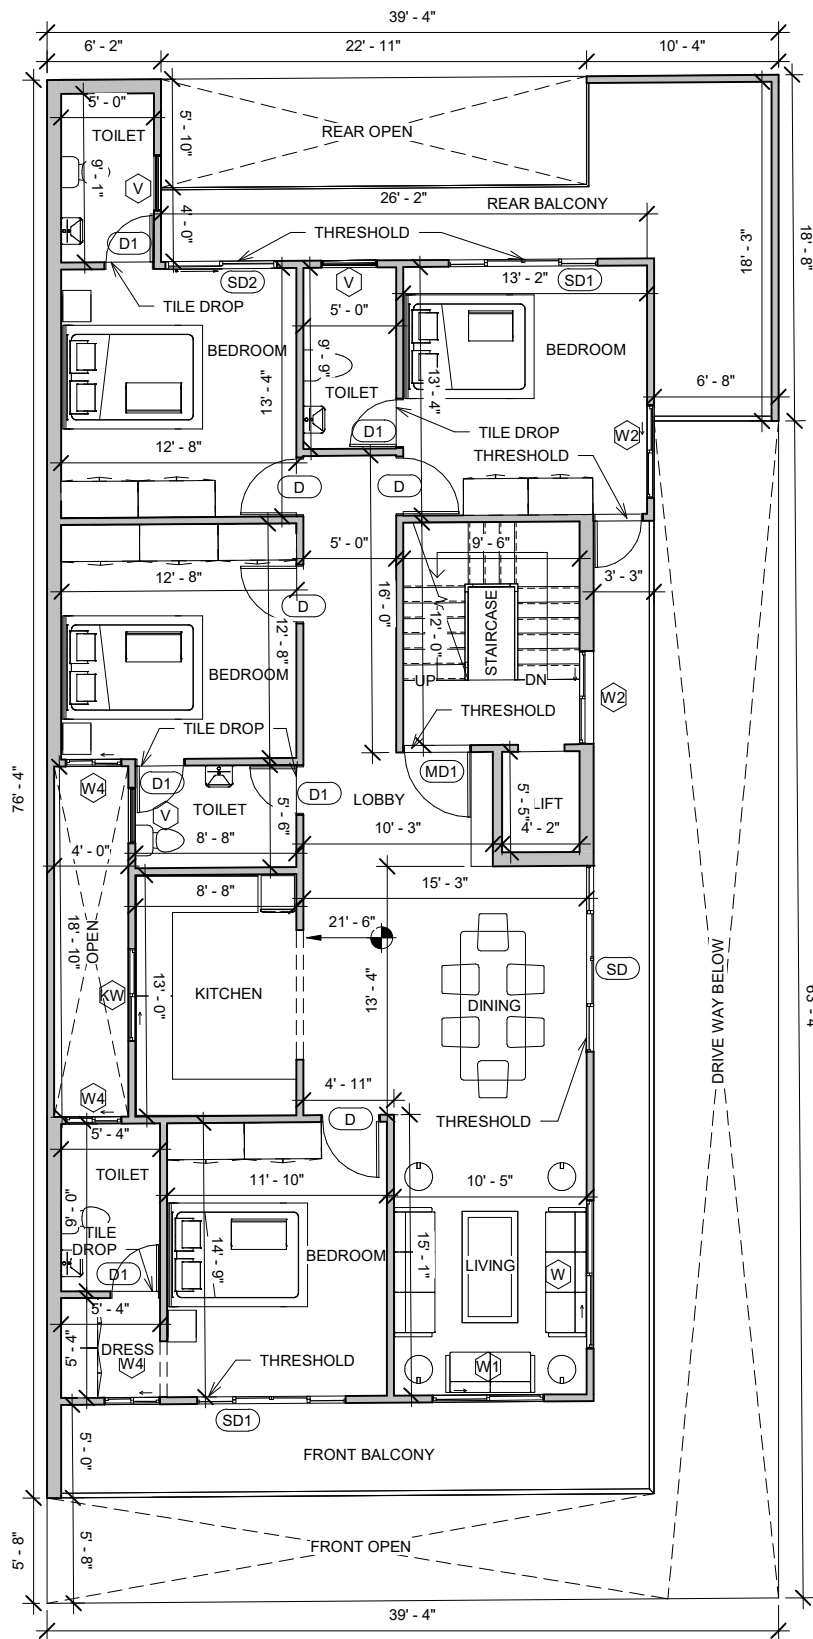 39' - 4"
6' - 2"
22' - 11"
10' - 4"
5' - 0"
TOILET
5' - 10"
REAR OPEN
9' - 1"
V
26' - 2"
REAR BALCONY
4' - 0"
D1
THRESHOLD
18' - 3"
18' - 8"
SD2
V
13' - 2"
SD1
TILE DROP
5' - 0"
BEDROOM
9' - 6"
BEDROOM
13' - 4"
13' - 4"
TOILET
6' - 8"
12' - 8"
D1
TILE DROP
W2
THRESHOLD
D
D
5' - 0"
9' - 6"
12' - 8"
3' - 3"
D
16' - 0"
12' - 0"
STAIRCASE
12' - 8"
BEDROOM
UP
DN
W2
TILE DROP
THRESHOLD
W4
D1
D1
MD1
76' - 4"
V
TOILET
LOBBY
5' - 6"
5' - 5"
LIFT
8' - 8"
10' - 3"
4' - 2"
4' - 0"
8' - 8"
15' - 3"
18' - 10"
OPEN
21' - 6"
SD
KW
13' - 0"
KITCHEN
13' - 4"
DINING
DRIVE WAY BELOW
63' - 4"
4' - 11"
W4
D
THRESHOLD
5' - 4"
TOILET
11' - 10"
10' - 5"
6' - 0"
TILE
DROP
14' - 9"
BEDROOM
15' - 1"
LIVING
W
D1
5' - 4"
5' - 4"
DRESS
W4
THRESHOLD
W1
SD1
5' - 0"
FRONT BALCONY
5' - 8"
5' - 8"
FRONT OPEN
39' - 4"